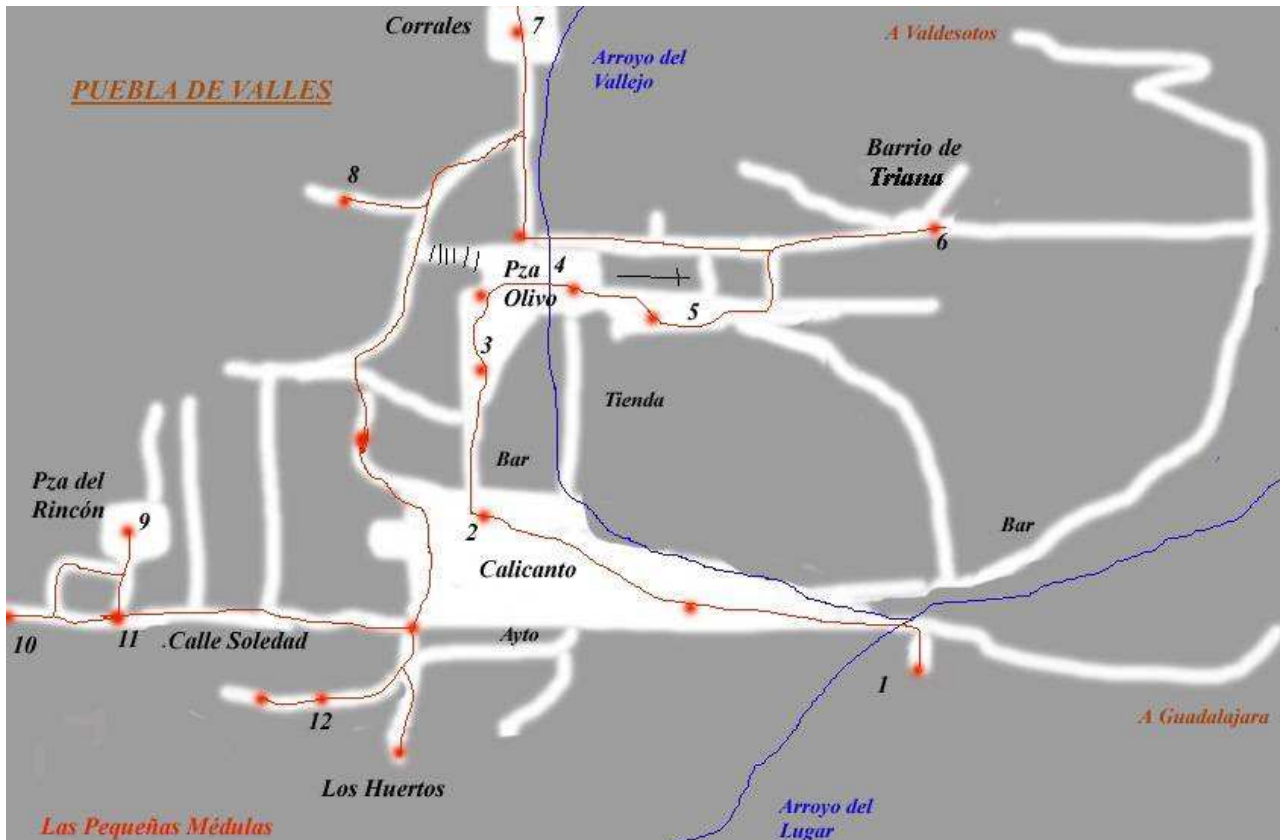 Corrales
7
A Valdesotos
Arroyo del
Vallejo
PUEBLA DE VALLES
Barrio de
Triana
8
6
Pza
Olivo
4
5
3
Tienda
Bar
Pza del
Rincón
9
2
Bar
Calicanto
10
11
.Calle Soledad
Ayto
1
12
A Guadalajara
Los Huertos
Las Pequeñas Médulas
Arroyo del
Lugar